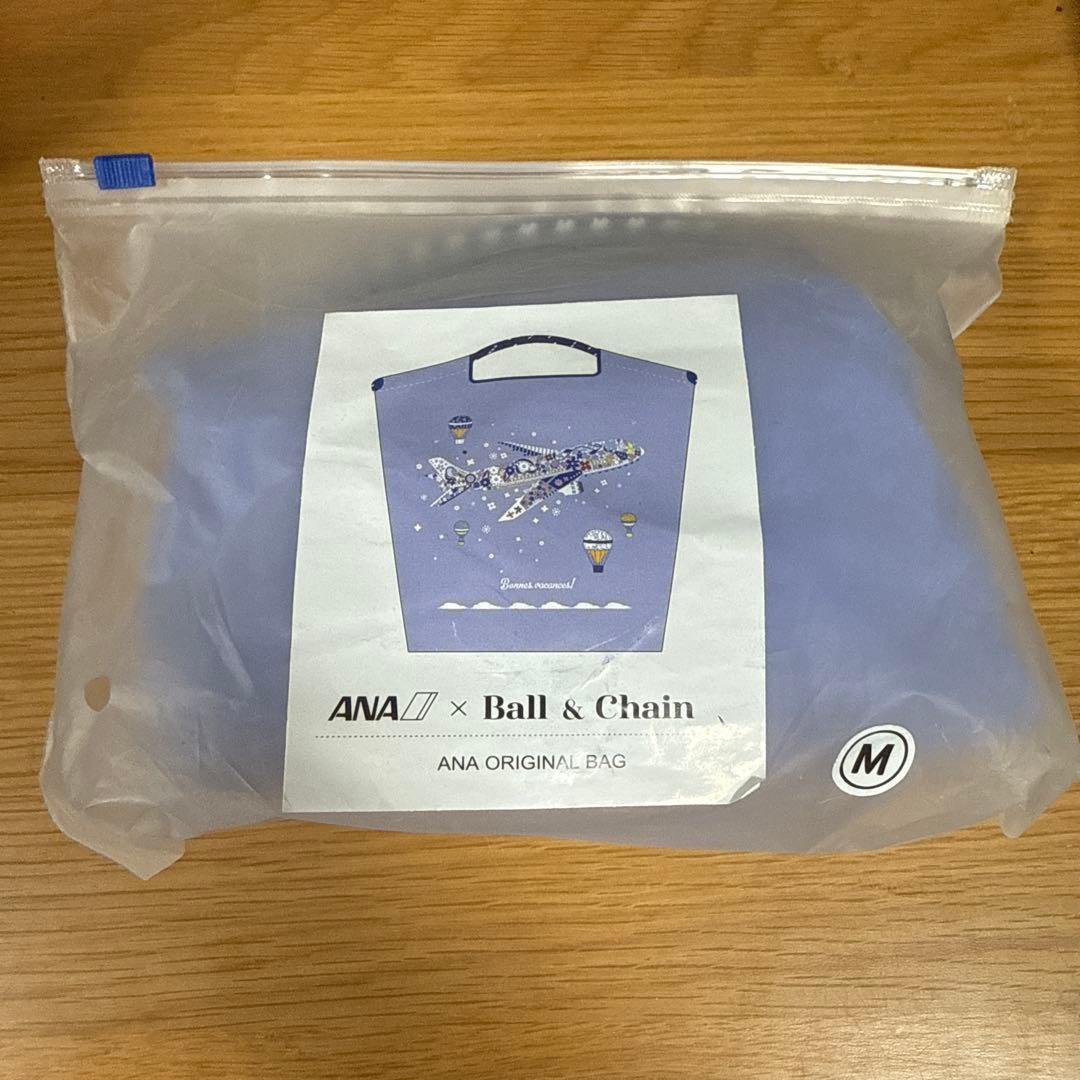 Bonnes vacances!
ANA × Ball & Chain
ANA ORIGINAL BAG
M